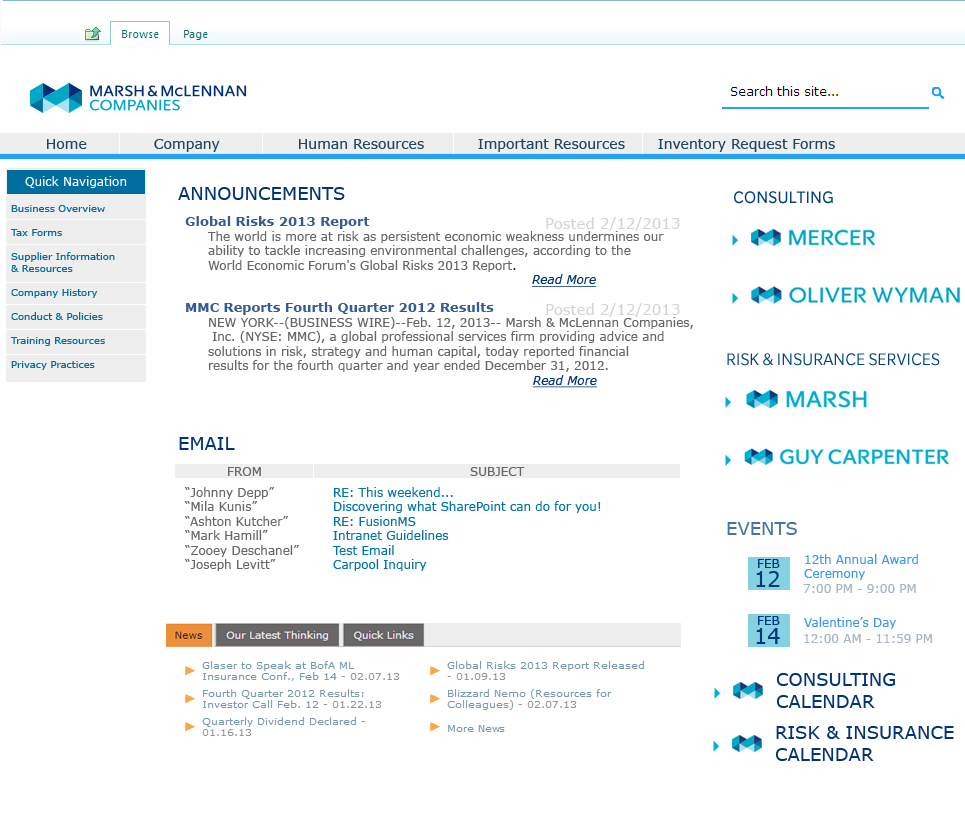 Browse
Page
MARSH & McLENNAN
COMPANIES
Search this site...
Home
Company
Human Resources
Important Resources
Inventory Request Forms
Quick Navigation
Business Overview
Tax Forms
Supplier Information
& Resources
Company History
Conduct & Policies
Training Resources
Privacy Practices
ANNOUNCEMENTS
Global Risks 2013 Report
Posted 2/12/2013
The world is more at risk as persistent economic weakness undermines our
ability to tackle increasing environmental challenges, according to the
World Economic Forum's Global Risks 2013 Report.
Read More
MMC Reports Fourth Quarter 2012 Results
Posted 2/12/2013
NEW YORK--(BUSINESS WIRE)--Feb. 12, 2013-- Marsh & McLennan Companies,
Inc. (NYSE: MMC), a global professional services firm providing advice and
solutions in risk, strategy and human capital, today reported financial
results for the fourth quarter and year ended December 31, 2012.
Read More
EMAIL
FROM SUBJECT
“Johnny Depp” RE: This weekend...
“Mila Kunis” Discovering what SharePoint can do for you!
“Ashton Kutcher” RE: FusionMS
“Mark Hamill” Intranet Guidelines
“Zooey Deschanel” Test Email
“Joseph Levitt” Carpool Inquiry
News
Our Latest Thinking
Quick Links
Glaser to Speak at BofA ML
Insurance Conf., Feb 14 - 02.07.13
Fourth Quarter 2012 Results:
Investor Call Feb. 12 - 01.22.13
Quarterly Dividend Declared -
01.16.13
Global Risks 2013 Report Released
- 01.09.13
Blizzard Nemo (Resources for
Colleagues) - 02.07.13
More News
CONSULTING
MERCER
OLIVER WYMAN
RISK & INSURANCE SERVICES
MARSH
GUY CARPENTER
EVENTS
FEB
12
12th Annual Award
Ceremony
7:00 PM - 9:00 PM
FEB
14
Valentine’s Day
12:00 AM - 11:59 PM
CONSULTING
CALENDAR
RISK & INSURANCE
CALENDAR